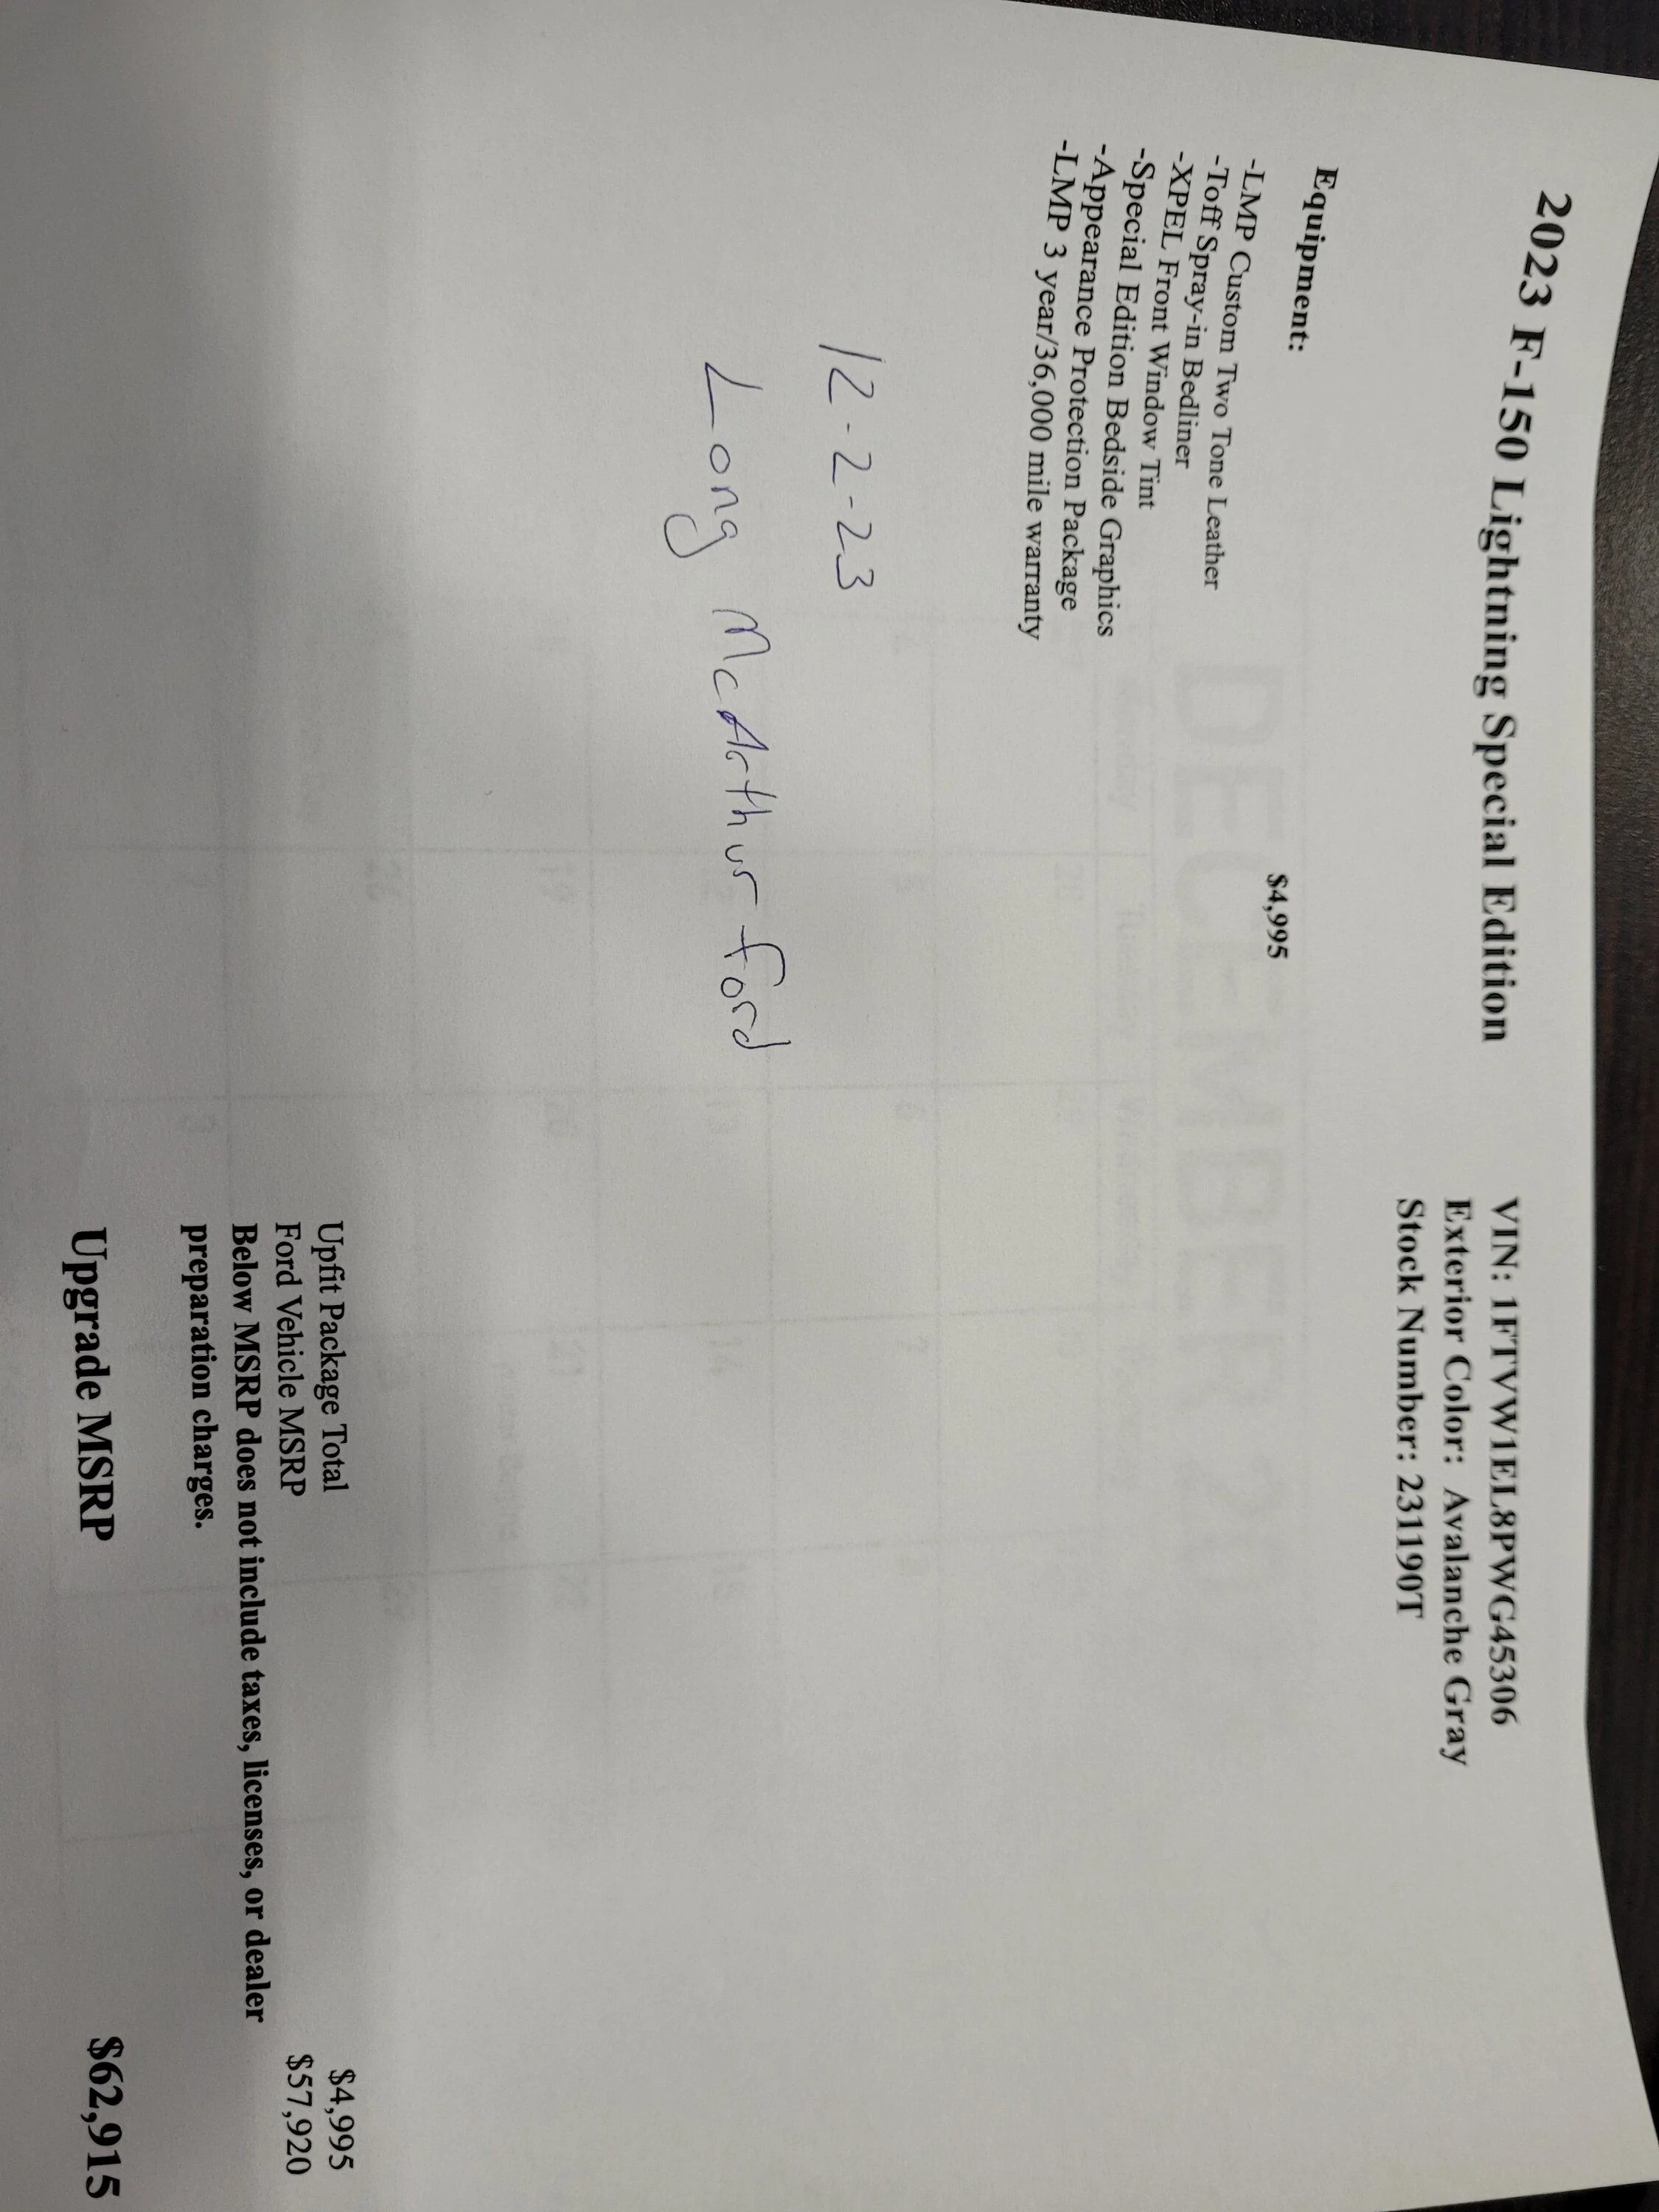 2023 F-150 Lightning Special Edition
VIN: 1FTVW1EL8PWG45306
Exterior Color: Avalanche Gray
Stock Number: 231190T
Equipment:
$4,995
-LMP Custom Two Tone Leather
-Toff Spray-in Bedliner
-XPEL Front Window Tint
-Special Edition Bedside Graphics
-Appearance Protection Package
-LMP 3 year/36,000 mile warranty
12-2-23
Long McArthur Ford
Upfit Package Total $4,995
Ford Vehicle MSRP $57,920
Below MSRP does not include taxes, licenses, or dealer
preparation charges.
Upgrade MSRP $62,915